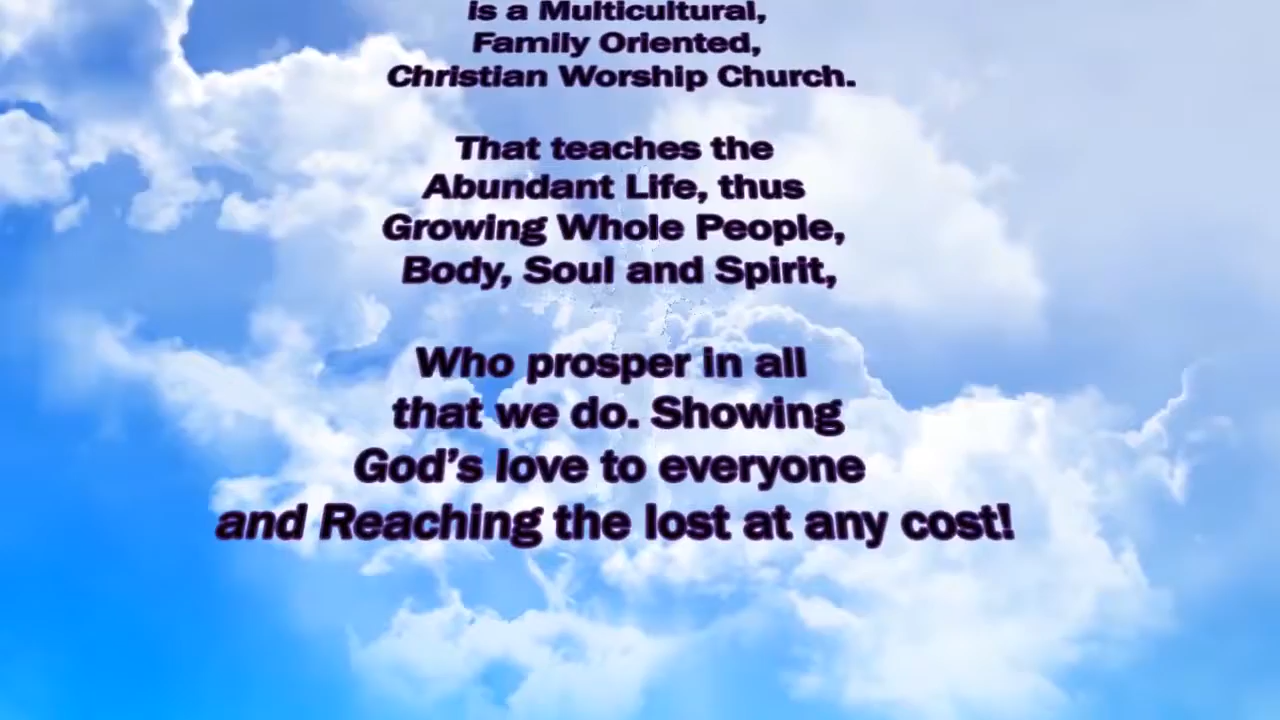 is a Multicultural,
Family Oriented,
Christian Worship Church.
That teaches the
Abundant Life, thus
Growing Whole People,
Body, Soul and Spirit,
Who prosper in all
that we do. Showing
God’s love to everyone
and Reaching the lost at any cost!